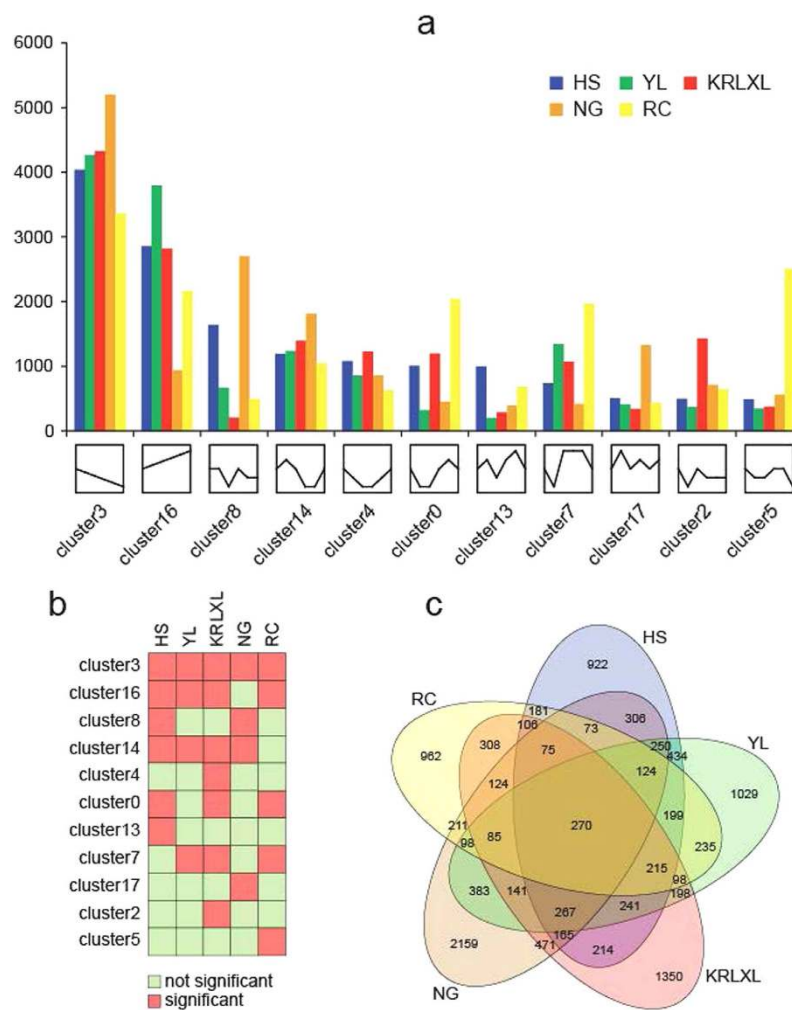 a
6000
5000
4000
3000
2000
1000
0
HS YL KRLXL
NG RC
cluster3 cluster16 cluster8 cluster14 cluster4 cluster0 cluster13 cluster7 cluster17 cluster2 cluster5
b
HS YL KRLXL NG RC
cluster3
cluster16
cluster8
cluster14
cluster4
cluster0
cluster13
cluster7
cluster17
cluster2
cluster5
not significant
significant
c
HS
922
RC
181
106 73 306
YL
962 308 75 250 434
124 124 1029
211 98 85 270 199 235
215 98 198
383 141 267 241
165
2159 471 214 1350
NG KRLXL